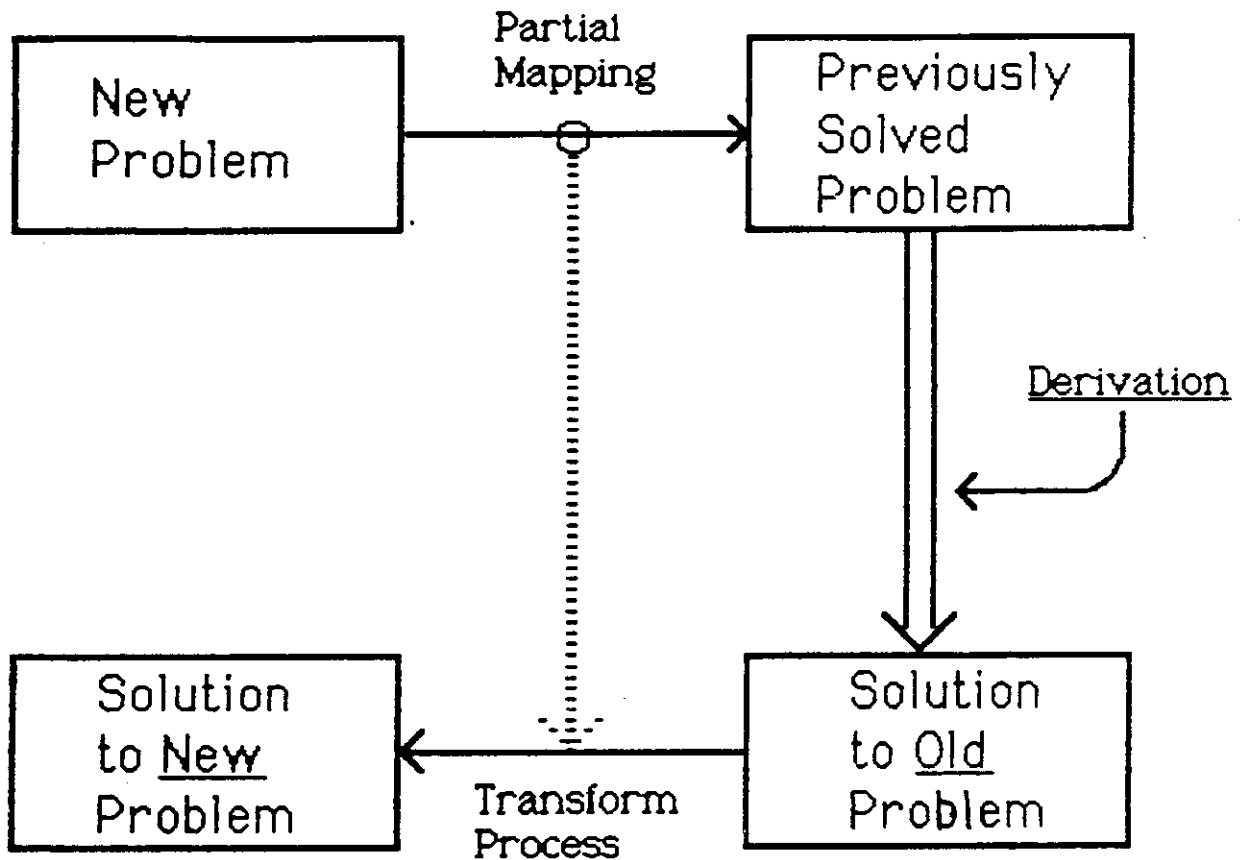 Partial
Mapping
New
Problem
Previously
Solved
Problem
Derivation
Solution
to New
Problem
Transform
Process
Solution
to Old
Problem